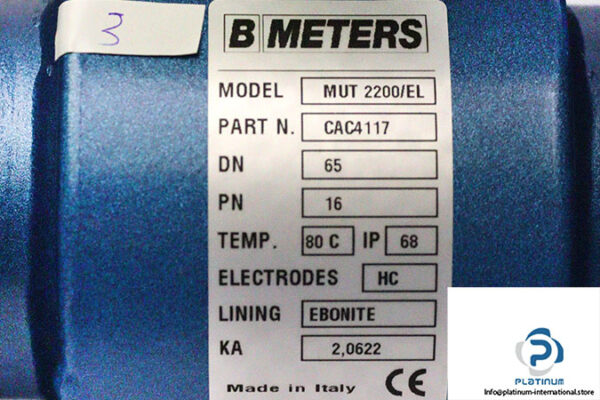 3
B METERS
MODEL MUT 2200/EL
PART N. CAC4117
DN 65
PN 16
TEMP. 80 C IP 68
ELECTRODES HC
LINING EBONITE
KA 2,0622
Made in Italy CE
PLATINUM
Info@platinum-international.store